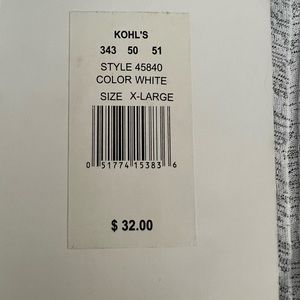 KOHL'S
343 50 51
STYLE 45840
COLOR WHITE
SIZE X-LARGE
0 51774 15383 6
$ 32.00